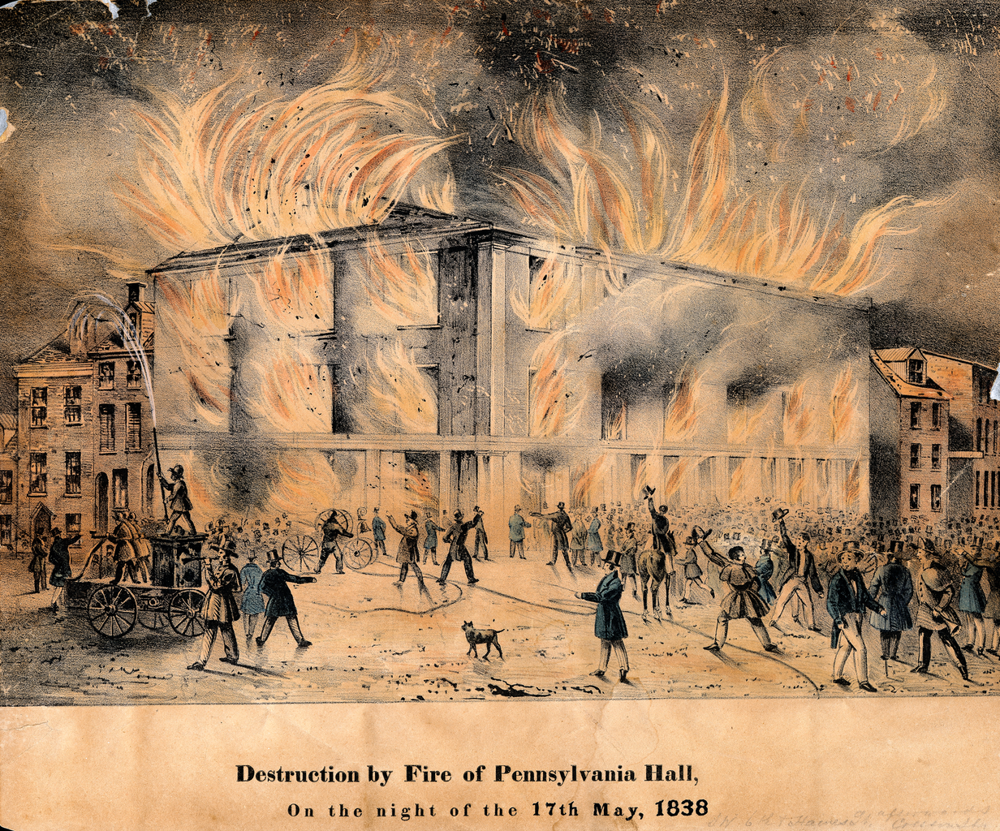 Destruction by Fire of Pennsylvania Hall,
On the night of the 17th May, 1838